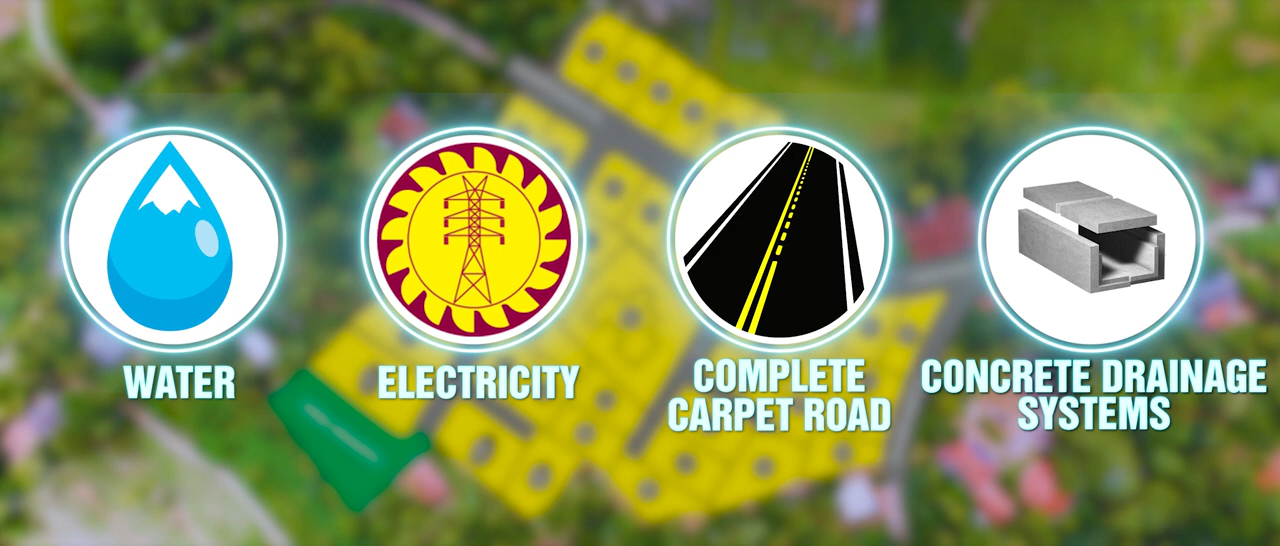 WATER
ELECTRICITY
COMPLETE
CARPET ROAD
CONCRETE DRAINAGE
SYSTEMS